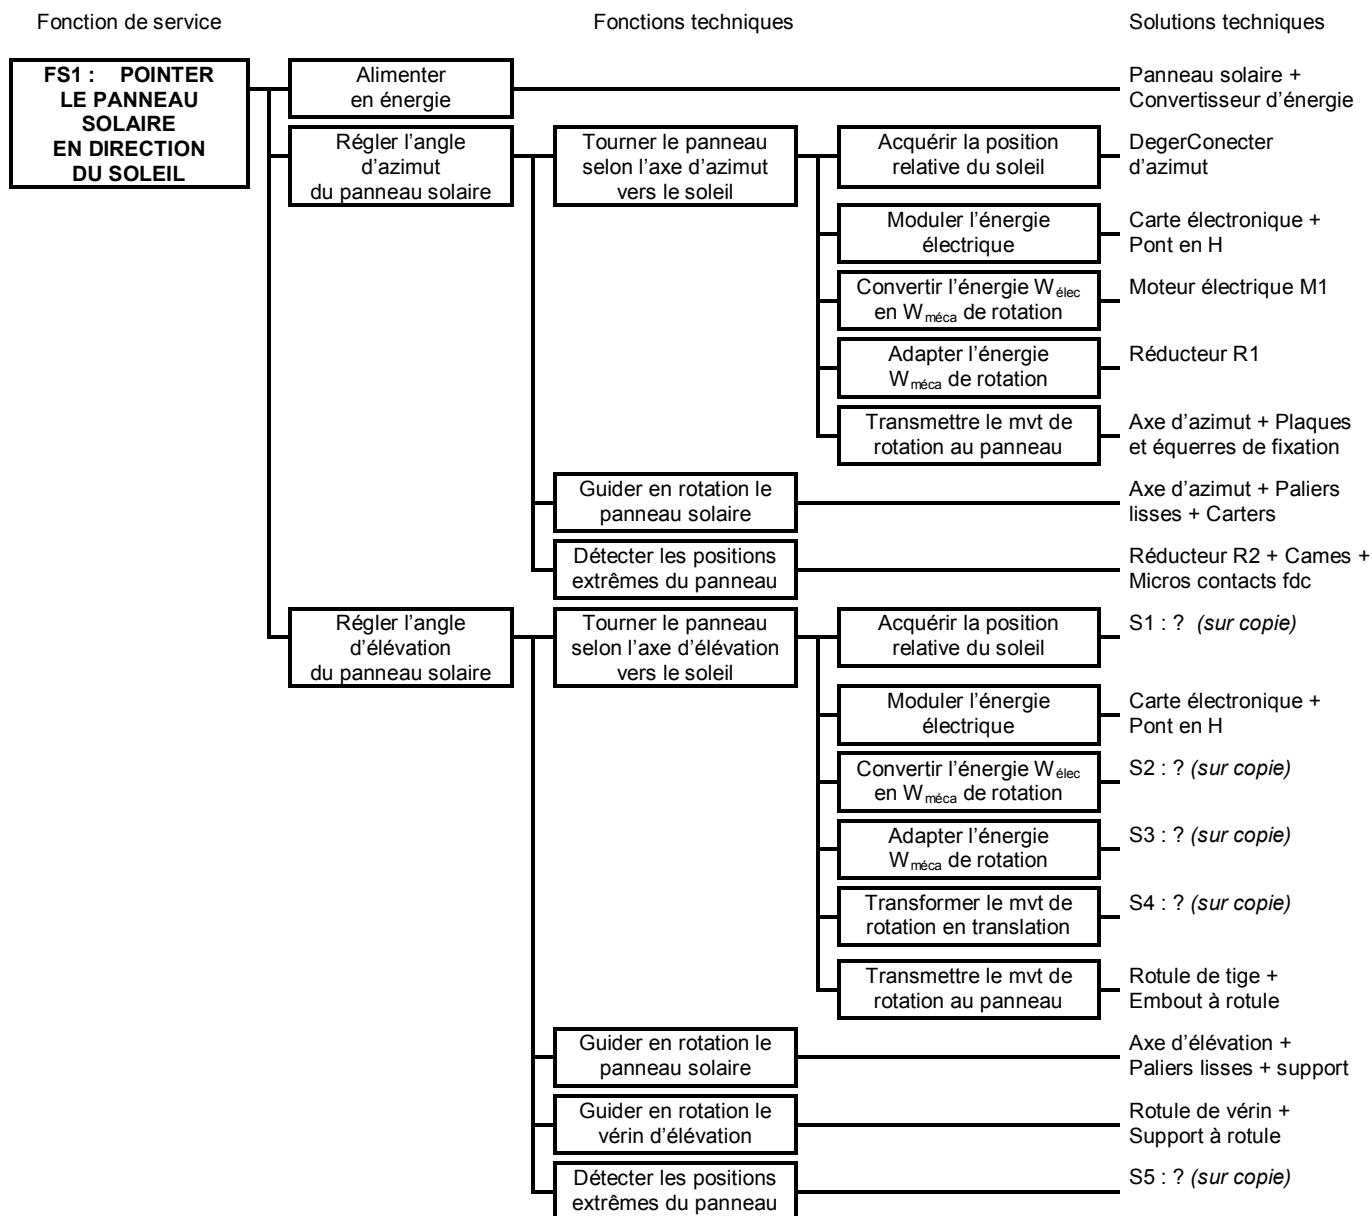 Fonction de service
Fonctions techniques
Solutions techniques
FS1 : POINTER
LE PANNEAU
SOLAIRE
EN DIRECTION
DU SOLEIL
Alimenter
en énergie
Panneau solaire +
Convertisseur d'énergie
Régler l'angle
d'azimut
du panneau solaire
Tourner le panneau
selon l'axe d'azimut
vers le soleil
Acquérir la position
relative du soleil
DegerConecter
d'azimut
Moduler l'énergie
électrique
Carte électronique +
Pont en H
Convertir l'énergie Wélec
en Wméca de rotation
Moteur électrique M1
Adapter l'énergie
Wméca de rotation
Réducteur R1
Transmettre le mvt de
rotation au panneau
Axe d'azimut + Plaques
et équerres de fixation
Guider en rotation le
panneau solaire
Axe d'azimut + Paliers
lisses + Carters
Détecter les positions
extrêmes du panneau
Réducteur R2 + Cames +
Micros contacts fdc
Régler l'angle
d'élévation
du panneau solaire
Tourner le panneau
selon l'axe d'élévation
vers le soleil
Acquérir la position
relative du soleil
S1 : ? (sur copie)
Moduler l'énergie
électrique
Carte électronique +
Pont en H
Convertir l'énergie Wélec
en Wméca de rotation
S2 : ? (sur copie)
Adapter l'énergie
Wméca de rotation
S3 : ? (sur copie)
Transformer le mvt de
rotation en translation
S4 : ? (sur copie)
Transmettre le mvt de
rotation au panneau
Rotule de tige +
Embout à rotule
Guider en rotation le
panneau solaire
Axe d'élévation +
Paliers lisses + support
Guider en rotation le
vérin d'élévation
Rotule de vérin +
Support à rotule
Détecter les positions
extrêmes du panneau
S5 : ? (sur copie)